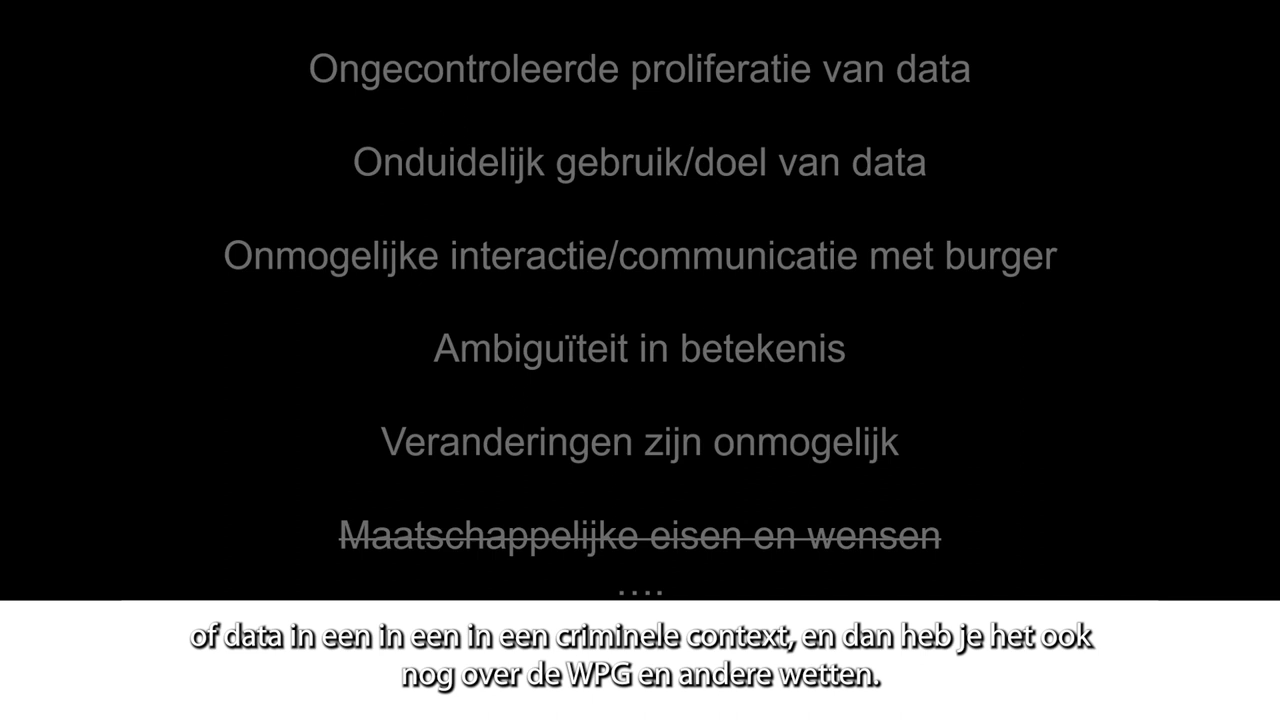 Ongecontroleerde proliferatie van data
Onduidelijk gebruik/doel van data
Onmogelijke interactie/communicatie met burger
Ambiguïteit in betekenis
Veranderingen zijn onmogelijk
Maatschappelijke eisen en wensen
....
of data in een in een in een criminele context, en dan heb je het ook
nog over de WPG en andere wetten.